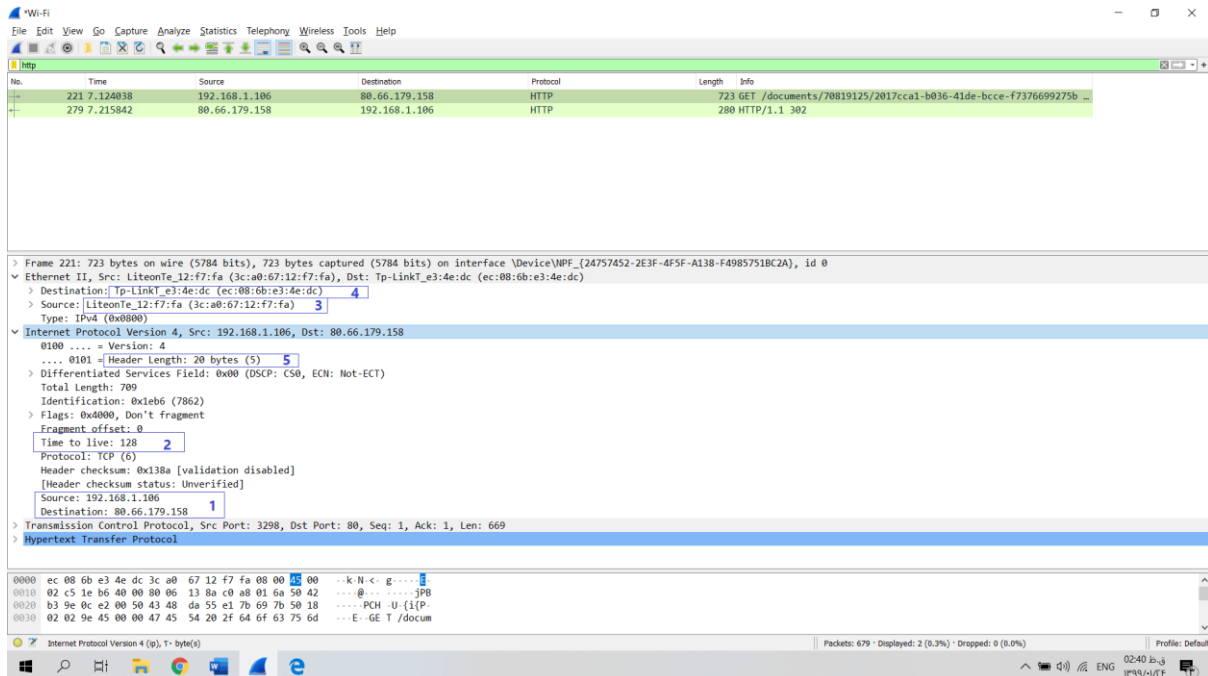 *Wi-Fi
File Edit View Go Capture Analyze Statistics Telephony Wireless Tools Help
http
No. Time Source Destination Protocol Length Info
221 7.124038 192.168.1.106 80.66.179.158 HTTP 723 GET /documents/70819125/2017cca1-b036-41de-bcce-f7376699275b …
279 7.215842 80.66.179.158 192.168.1.106 HTTP 280 HTTP/1.1 302
Frame 221: 723 bytes on wire (5784 bits), 723 bytes captured (5784 bits) on interface \Device\NPF_{24757452-2E3F-4F5F-A138-F4985751BC2A}, id 0
Ethernet II, Src: LiteonTe_12:f7:fa (3c:a0:67:12:f7:fa), Dst: Tp-LinkT_e3:4e:dc (ec:08:6b:e3:4e:dc)
Destination: Tp-LinkT_e3:4e:dc (ec:08:6b:e3:4e:dc) 4
Source: LiteonTe_12:f7:fa (3c:a0:67:12:f7:fa) 3
Type: IPv4 (0x0800)
Internet Protocol Version 4, Src: 192.168.1.106, Dst: 80.66.179.158
0100 .... = Version: 4
.... 0101 = Header Length: 20 bytes (5) 5
Differentiated Services Field: 0x00 (DSCP: CS0, ECN: Not-ECT)
Total Length: 709
Identification: 0x1eb6 (7862)
Flags: 0x4000, Don't fragment
Fragment offset: 0
Time to live: 128 2
Protocol: TCP (6)
Header checksum: 0x138a [validation disabled]
[Header checksum status: Unverified]
Source: 192.168.1.106
Destination: 80.66.179.158 1
Transmission Control Protocol, Src Port: 3298, Dst Port: 80, Seq: 1, Ack: 1, Len: 669
Hypertext Transfer Protocol
0000 ec 08 6b e3 4e dc 3c a0 67 12 f7 fa 08 00 45 00 ··k·N·<· g·····E·
0010 02 c5 1e b6 40 00 80 06 13 8a c0 a8 01 6a 50 42 ····@··· ·····jPB
0020 b3 9e 0c e2 00 50 43 48 da 55 e1 7b 69 7b 50 18 ·····PCH ·U·{i{P·
0030 02 02 9e 45 00 00 47 45 54 20 2f 64 6f 63 75 6d ···E··GE T /docum
Internet Protocol Version 4 (ip), ۲۰ byte(s) Packets: 679 · Displayed: 2 (0.3%) · Dropped: 0 (0.0%) Profile: Default
ENG 02:40 ق.ظ